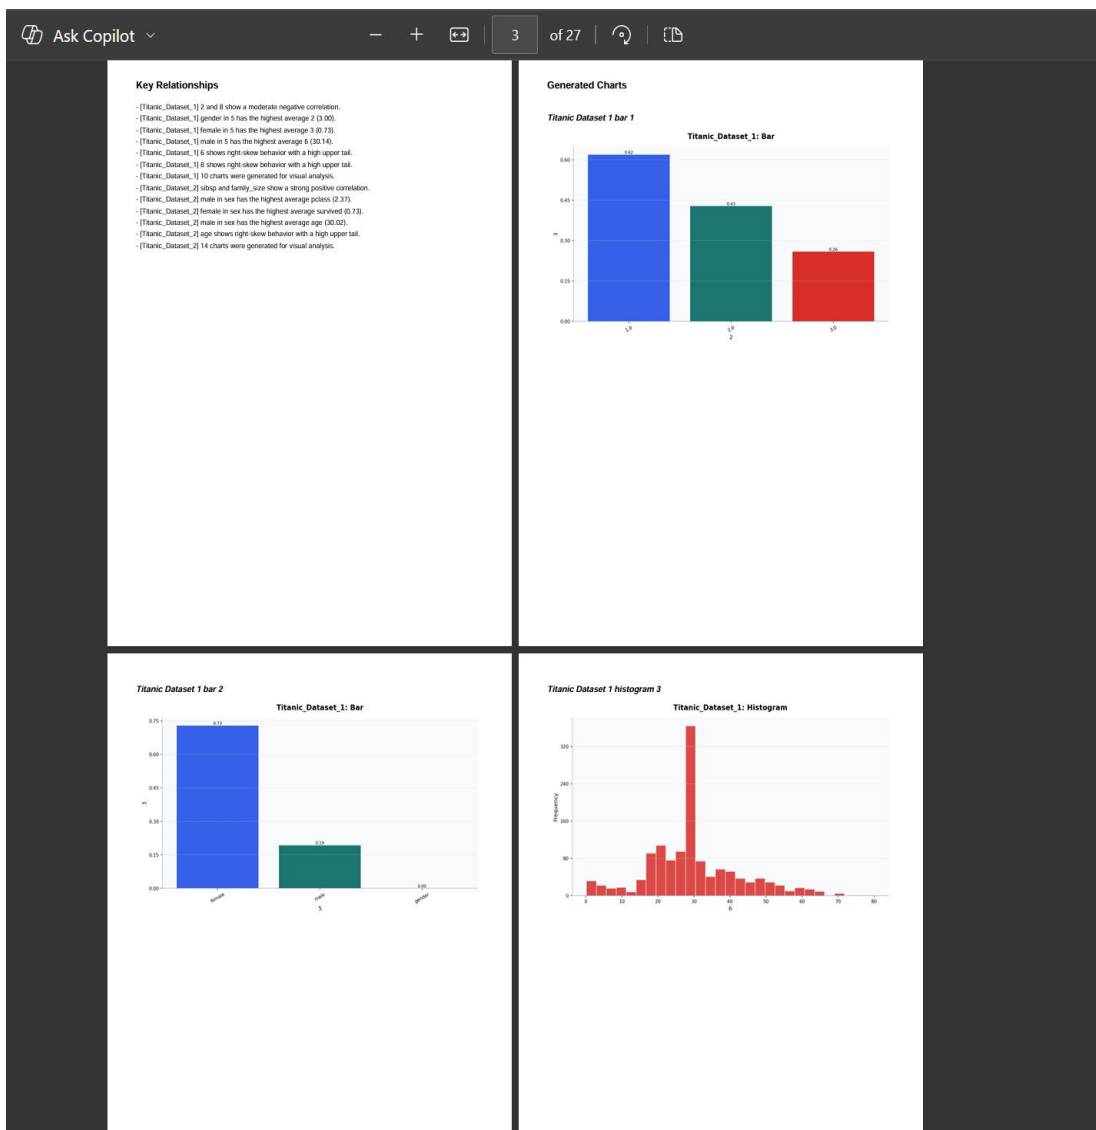 Ask Copilot
3 of 27
Key Relationships
- [Titanic_Dataset_1] 2 and 8 show a moderate negative correlation.
- [Titanic_Dataset_1] gender in 5 has the highest average 2 (3.00).
- [Titanic_Dataset_1] female in 5 has the highest average 3 (0.73).
- [Titanic_Dataset_1] male in 5 has the highest average 6 (30.14).
- [Titanic_Dataset_1] 6 shows right-skew behavior with a high upper tail.
- [Titanic_Dataset_1] 8 shows right-skew behavior with a high upper tail.
- [Titanic_Dataset_1] 10 charts were generated for visual analysis.
- [Titanic_Dataset_2] sibsp and family_size show a strong positive correlation.
- [Titanic_Dataset_2] male in sex has the highest average pclass (2.37).
- [Titanic_Dataset_2] female in sex has the highest average survived (0.73).
- [Titanic_Dataset_2] male in sex has the highest average age (30.02).
- [Titanic_Dataset_2] age shows right-skew behavior with a high upper tail.
- [Titanic_Dataset_2] 14 charts were generated for visual analysis.
Generated Charts
Titanic Dataset 1 bar 1
Titanic_Dataset_1: Bar
0.60
0.45
0.30
0.15
0.00
3
0.62
0.43
0.26
1.0
2.0
3.0
2
Titanic Dataset 1 bar 2
Titanic_Dataset_1: Bar
0.75
0.60
0.45
0.30
0.15
0.00
3
0.73
0.19
0.00
female
male
gender
5
Titanic Dataset 1 histogram 3
Titanic_Dataset_1: Histogram
320
240
160
80
0
Frequency
0 10 20 30 40 50 60 70 80
6